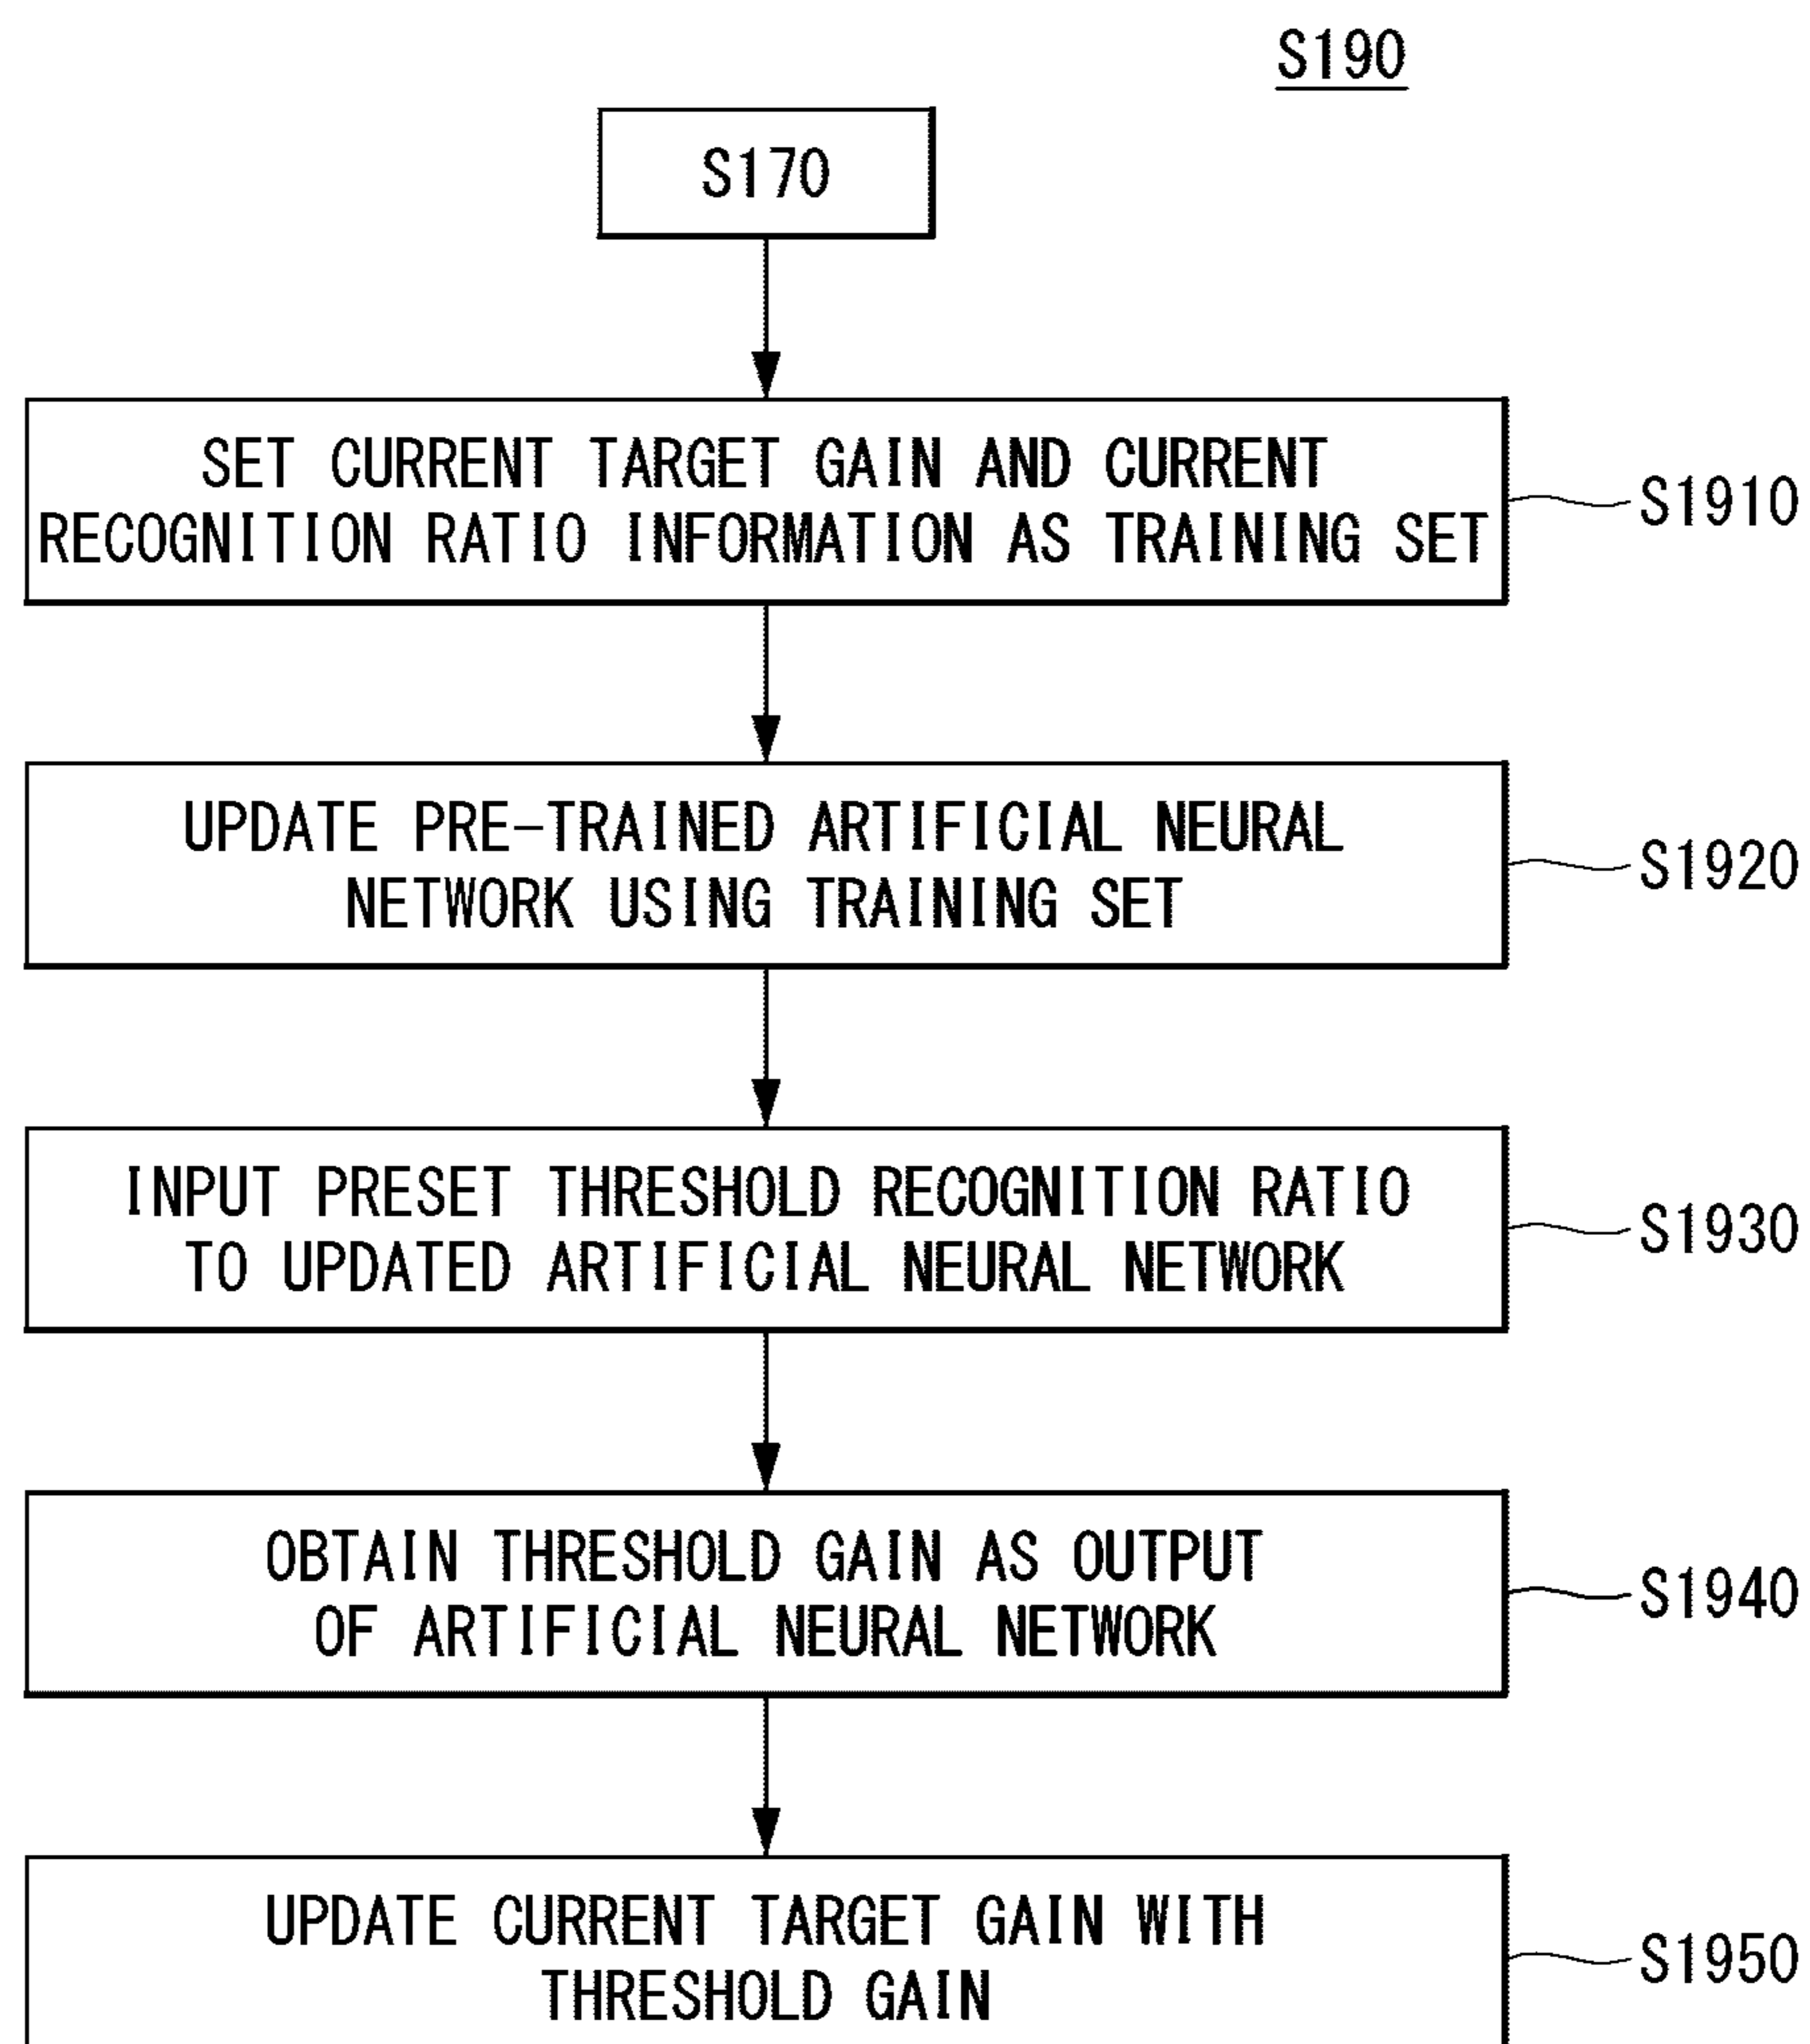 S190
S170
SET CURRENT TARGET GAIN AND CURRENT
RECOGNITION RATIO INFORMATION AS TRAINING SET
S1910
UPDATE PRE-TRAINED ARTIFICIAL NEURAL
NETWORK USING TRAINING SET
S1920
INPUT PRESET THRESHOLD RECOGNITION RATIO
TO UPDATED ARTIFICIAL NEURAL NETWORK
S1930
OBTAIN THRESHOLD GAIN AS OUTPUT
OF ARTIFICIAL NEURAL NETWORK
S1940
UPDATE CURRENT TARGET GAIN WITH
THRESHOLD GAIN
S1950